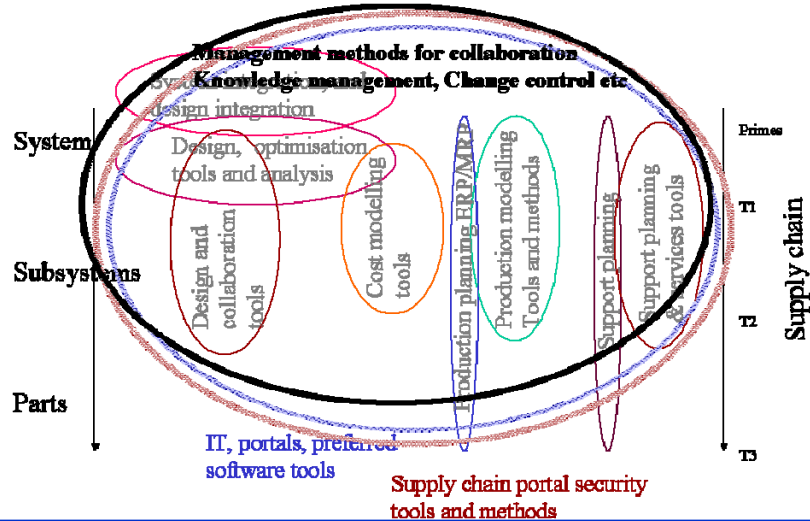 Management methods for collaboration
Knowledge management, Change control etc
design integration
Design, optimisation
tools and analysis
System
Subsystems
Parts
Design and
collaboration
tools
Cost modelling
tools
Production planning ERP/MRP
Production modelling
Tools and methods
Support planning
Support planning
& services tools
Primes
T1
T2
T3
Supply chain
IT, portals, preferred
software tools
Supply chain portal security
tools and methods